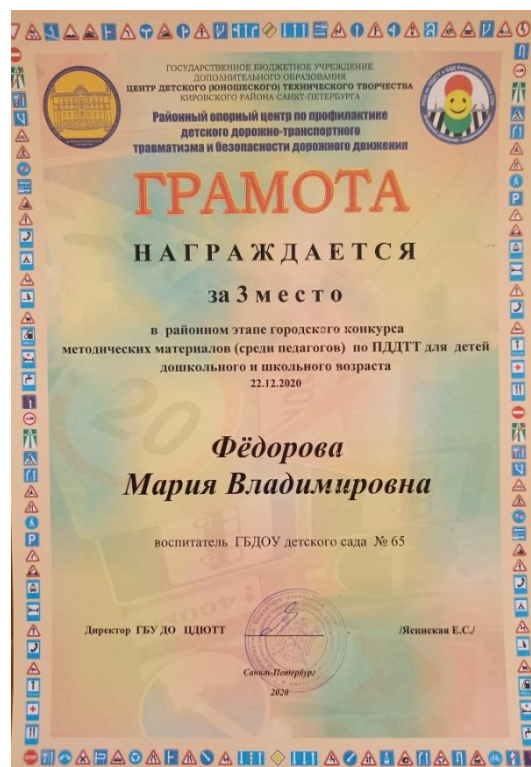 ГОСУДАРСТВЕННОЕ БЮДЖЕТНОЕ УЧРЕЖДЕНИЕ
ДОПОЛНИТЕЛЬНОГО ОБРАЗОВАНИЯ
ЦЕНТР ДЕТСКОГО (ЮНОШЕСКОГО) ТЕХНИЧЕСКОГО ТВОРЧЕСТВА
КИРОВСКОГО РАЙОНА САНКТ-ПЕТЕРБУРГА
Районный опорный центр по профилактике
детского дорожно-транспортного
травматизма и безопасности дорожного движения
ГРАМОТА
НАГРАЖДАЕТСЯ
за 3 место
в районном этапе городского конкурса
методических материалов (среди педагогов) по ПДДТТ для детей
дошкольного и школьного возраста
22.12.2020
Фёдорова
Мария Владимировна
воспитатель ГБДОУ детского сада № 65
Директор ГБУ ДО ЦДЮТТ /Ясинская Е.С./
Санкт-Петербург
2020